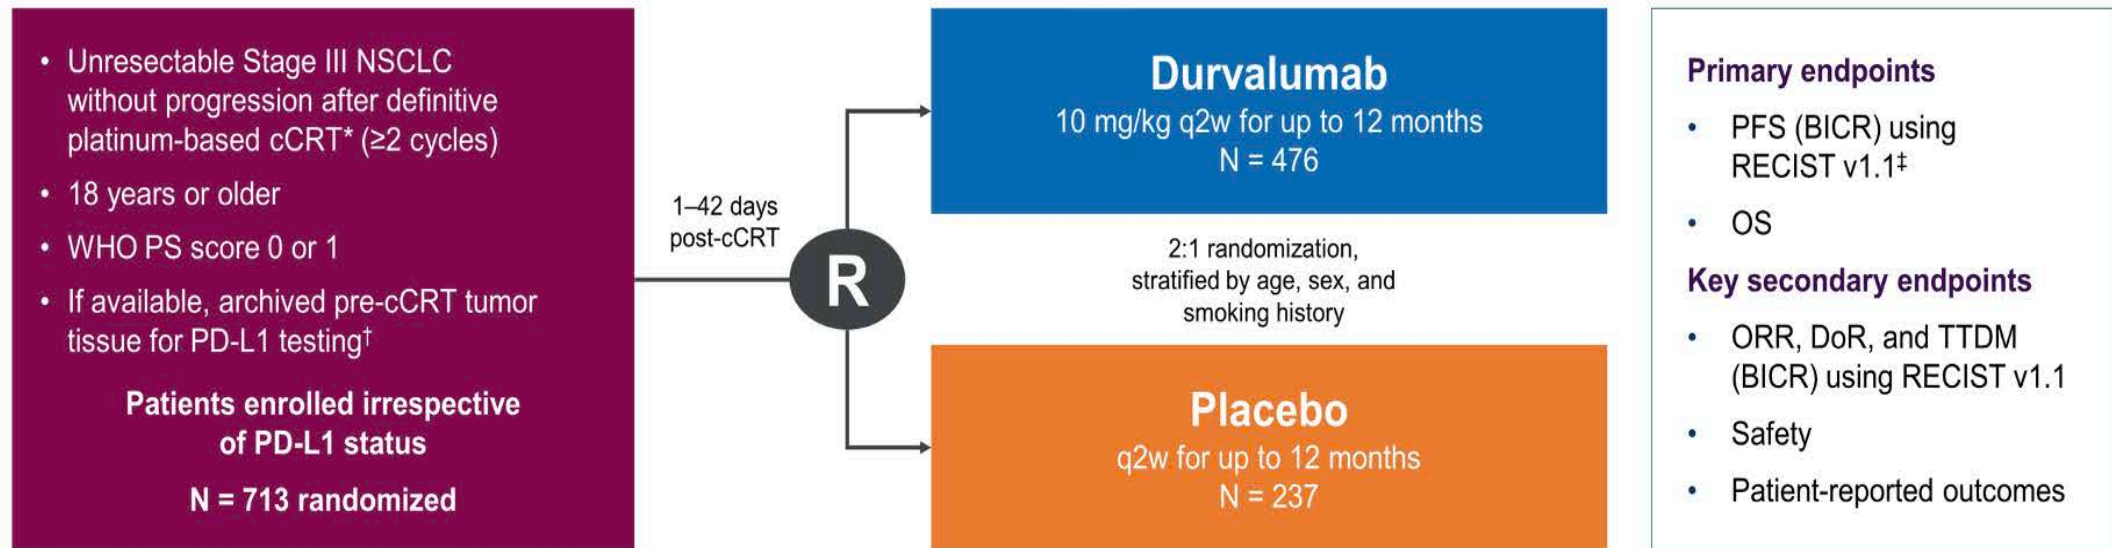 • Unresectable Stage III NSCLC
without progression after definitive
platinum-based cCRT* (≥2 cycles)
• 18 years or older
• WHO PS score 0 or 1
• If available, archived pre-cCRT tumor
tissue for PD-L1 testing†
Patients enrolled irrespective
of PD-L1 status
N = 713 randomized
1–42 days
post-cCRT
R
Durvalumab
10 mg/kg q2w for up to 12 months
N = 476
2:1 randomization,
stratified by age, sex, and
smoking history
Placebo
q2w for up to 12 months
N = 237
Primary endpoints
• PFS (BICR) using
RECIST v1.1‡
• OS
Key secondary endpoints
• ORR, DoR, and TTDM
(BICR) using RECIST v1.1
• Safety
• Patient-reported outcomes